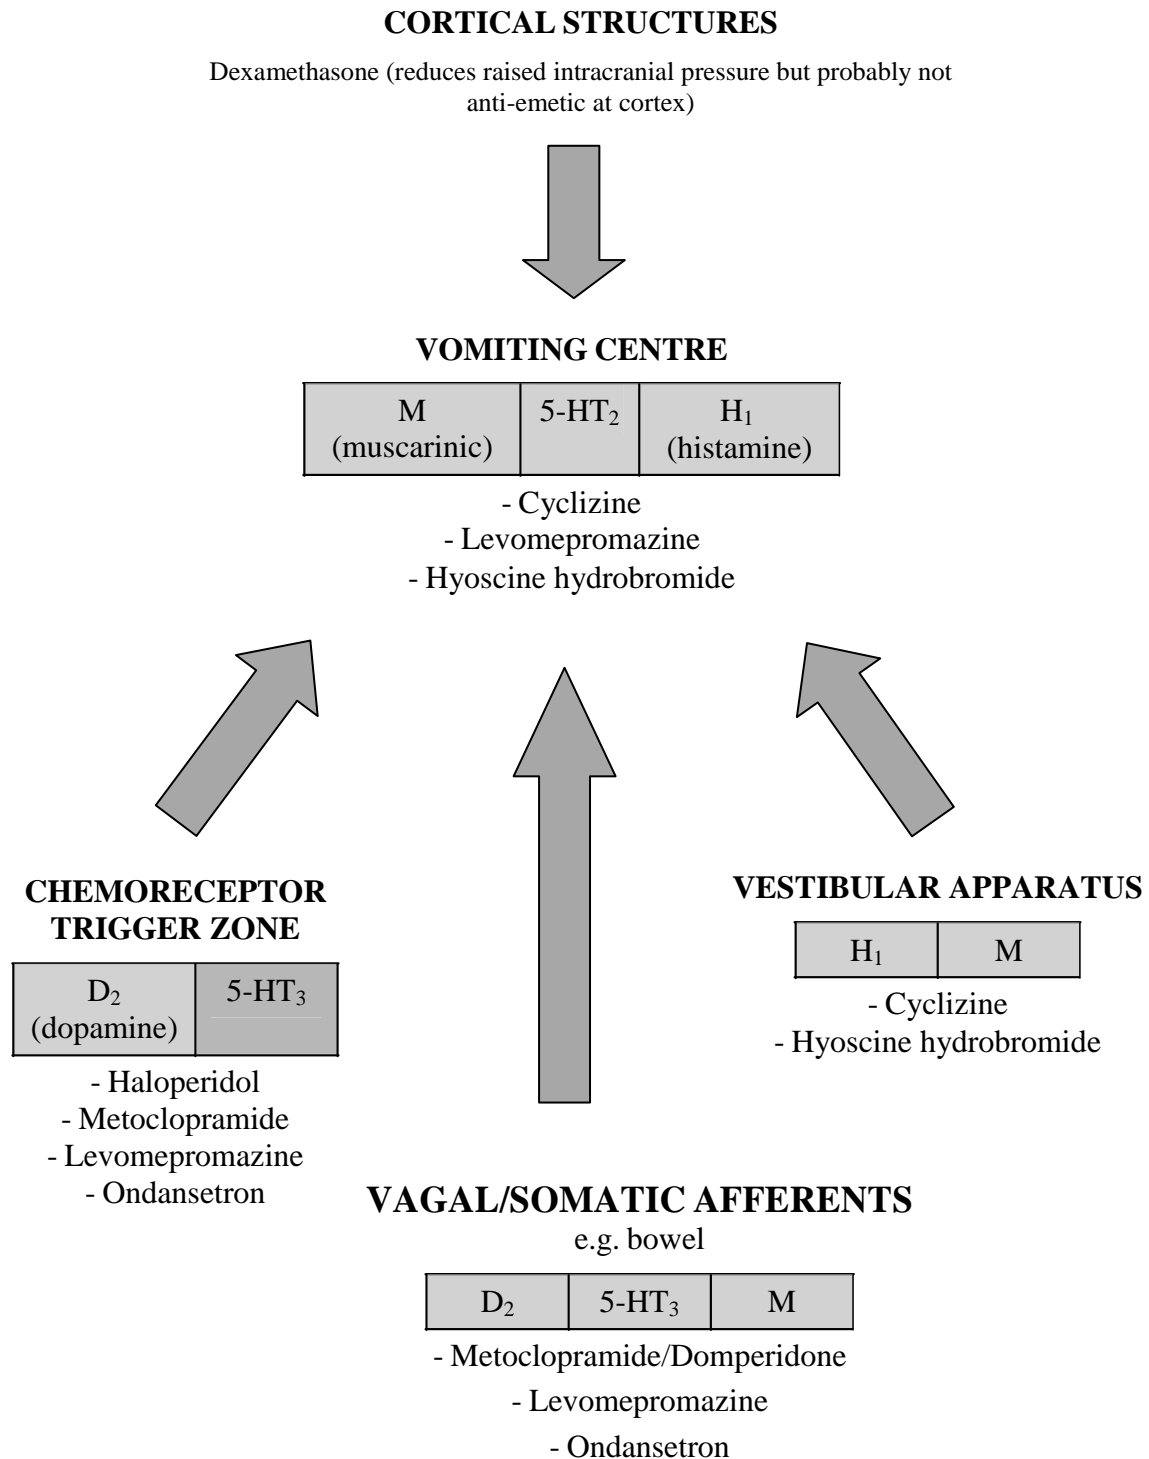 CORTICAL STRUCTURES
Dexamethasone (reduces raised intracranial pressure but probably not
anti-emetic at cortex)
VOMITING CENTRE
M
(muscarinic)
5-HT₂
H₁
(histamine)
- Cyclizine
- Levomepromazine
- Hyoscine hydrobromide
CHEMORECEPTOR
TRIGGER ZONE
D₂
(dopamine)
5-HT₃
- Haloperidol
- Metoclopramide
- Levomepromazine
- Ondansetron
VESTIBULAR APPARATUS
H₁
M
- Cyclizine
- Hyoscine hydrobromide
VAGAL/SOMATIC AFFERENTS
e.g. bowel
D₂
5-HT₃
M
- Metoclopramide/Domperidone
- Levomepromazine
- Ondansetron